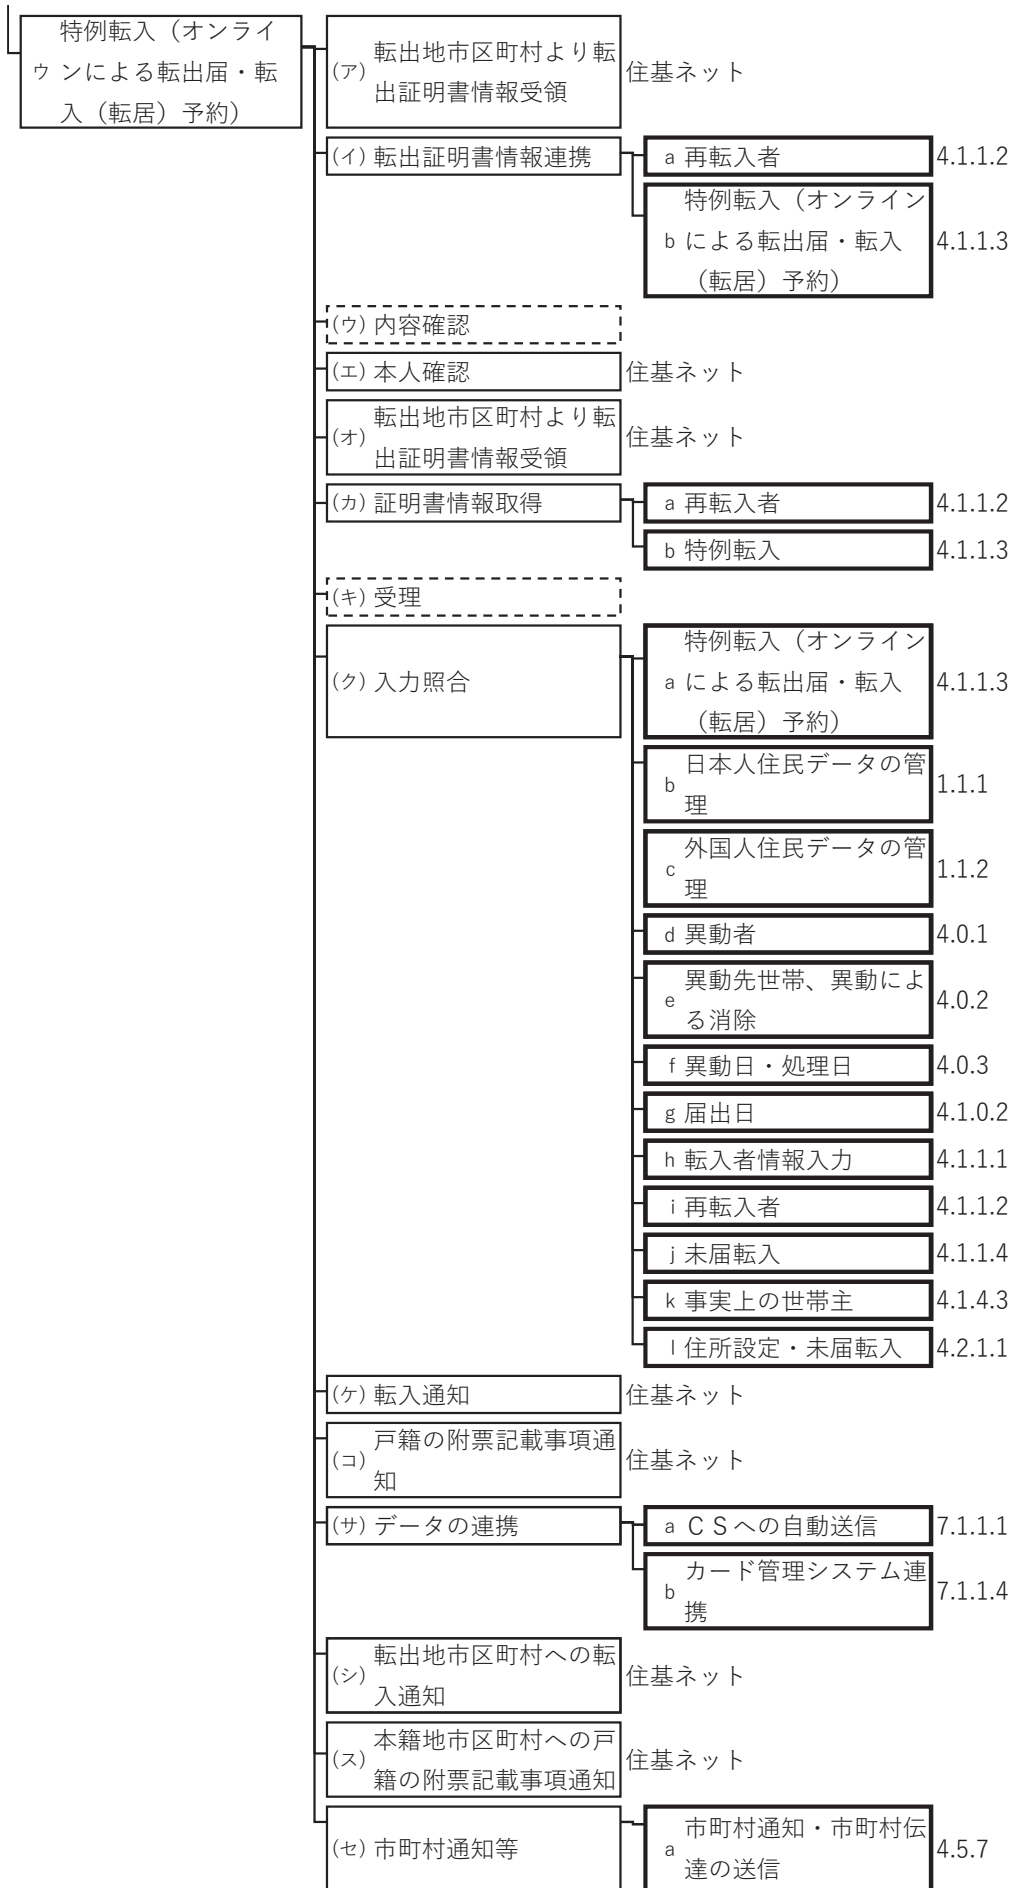 特例転入（オンライ
ウ ンによる転出届・転
入（転居）予約）
(ア) 転出地市区町村より転
出証明書情報受領
住基ネット
(イ) 転出証明書情報連携
a 再転入者 4.1.1.2
特例転入（オンライン
b による転出届・転入 4.1.1.3
（転居）予約）
(ウ) 内容確認
(エ) 本人確認 住基ネット
(オ) 転出地市区町村より転
出証明書情報受領
住基ネット
(カ) 証明書情報取得
a 再転入者 4.1.1.2
b 特例転入 4.1.1.3
(キ) 受理
(ク) 入力照合
特例転入（オンライン
a による転出届・転入 4.1.1.3
（転居）予約）
b 日本人住民データの管
理
1.1.1
c 外国人住民データの管
理
1.1.2
d 異動者 4.0.1
e 異動先世帯、異動によ
る消除
4.0.2
f 異動日・処理日 4.0.3
g 届出日 4.1.0.2
h 転入者情報入力 4.1.1.1
i 再転入者 4.1.1.2
j 未届転入 4.1.1.4
k 事実上の世帯主 4.1.4.3
l 住所設定・未届転入 4.2.1.1
(ケ) 転入通知 住基ネット
(コ) 戸籍の附票記載事項通
知
住基ネット
(サ) データの連携
a ＣＳへの自動送信 7.1.1.1
b カード管理システム連
携
7.1.1.4
(シ) 転出地市区町村への転
入通知
住基ネット
(ス) 本籍地市区町村への戸
籍の附票記載事項通知
住基ネット
(セ) 市町村通知等
a 市町村通知・市町村伝
達の送信
4.5.7